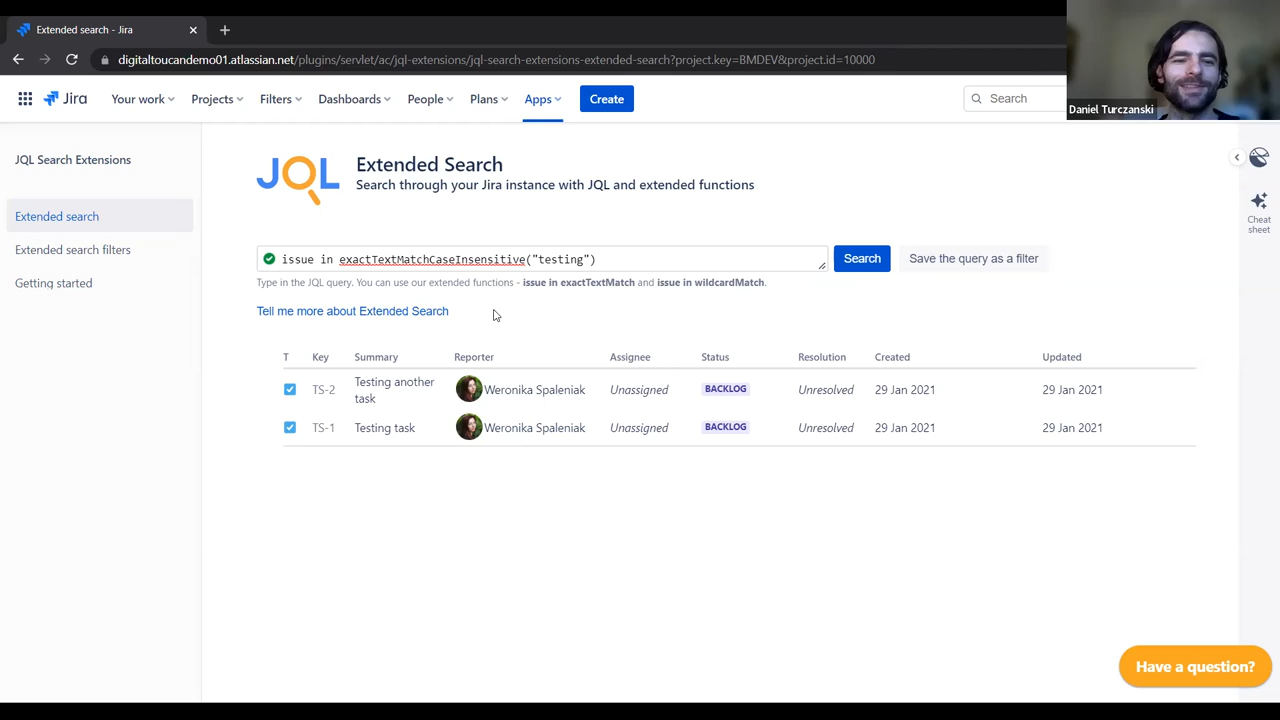 Extended search - Jira
digitaltoucandemo01.atlassian.net/plugins/servlet/ac/jql-extensions/jql-search-extensions-extended-search?project.key=BMDEV&project.id=10000
Daniel Turczanski
Jira Your work Projects Filters Dashboards People Plans Apps Create Search
JQL Search Extensions
Extended search
Extended search filters
Getting started
JQL
Extended Search
Search through your Jira instance with JQL and extended functions
issue in exactTextMatchCaseInsensitive("testing")
Search
Save the query as a filter
Type in the JQL query. You can use our extended functions - issue in exactTextMatch and issue in wildcardMatch.
Tell me more about Extended Search
T Key Summary Reporter Assignee Status Resolution Created Updated
TS-2 Testing another task Weronika Spaleniak Unassigned BACKLOG Unresolved 29 Jan 2021 29 Jan 2021
TS-1 Testing task Weronika Spaleniak Unassigned BACKLOG Unresolved 29 Jan 2021 29 Jan 2021
Cheat
sheet
Have a question?